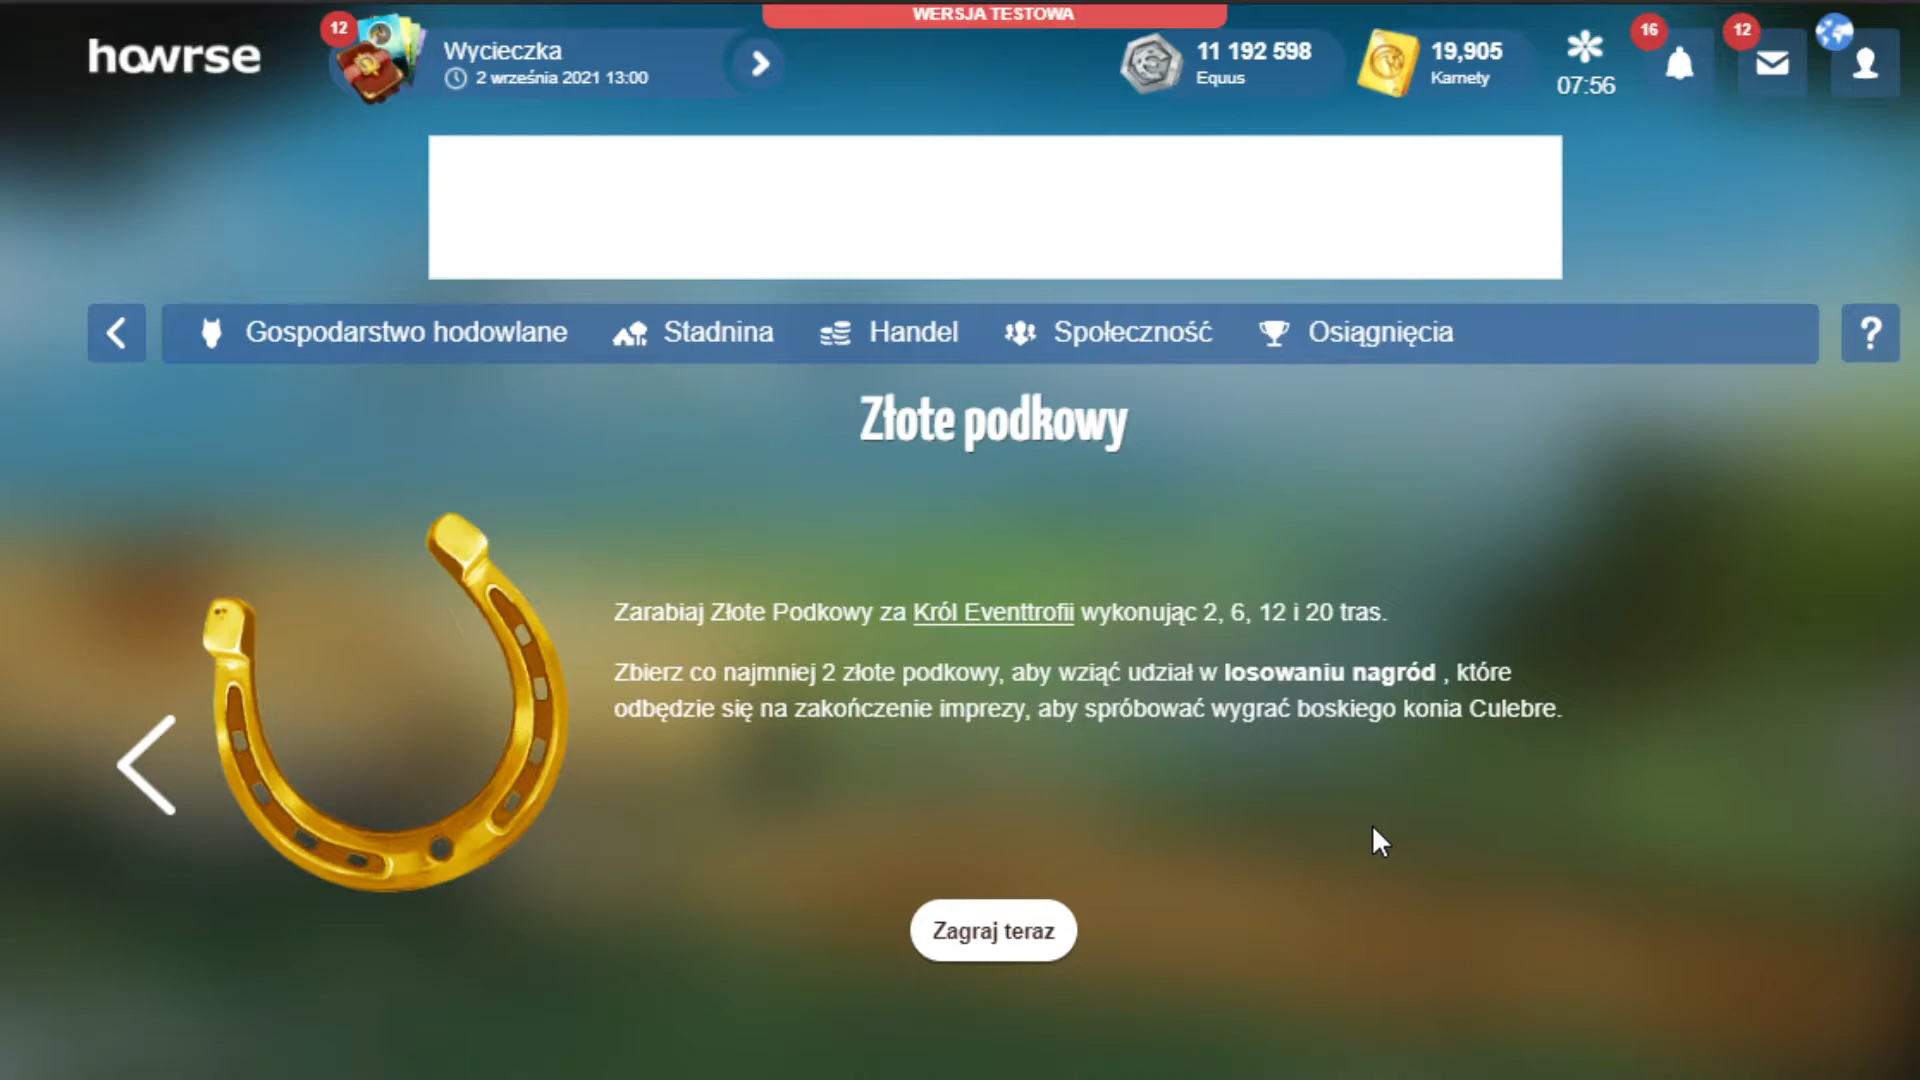 WERSJA TESTOWA
howrse
12
Wycieczka
2 września 2021 13:00
11 192 598
Equus
19,905
Karnety
07:56
16
12
Gospodarstwo hodowlane
Stadnina
Handel
Społeczność
Osiągnięcia
?
Złote podkowy
Zarabiaj Złote Podkowy za Król Eventtrofii wykonując 2, 6, 12 i 20 tras.
Zbierz co najmniej 2 złote podkowy, aby wziąć udział w losowaniu nagród , które
odbędzie się na zakończenie imprezy, aby spróbować wygrać boskiego konia Culebre.
Zagraj teraz